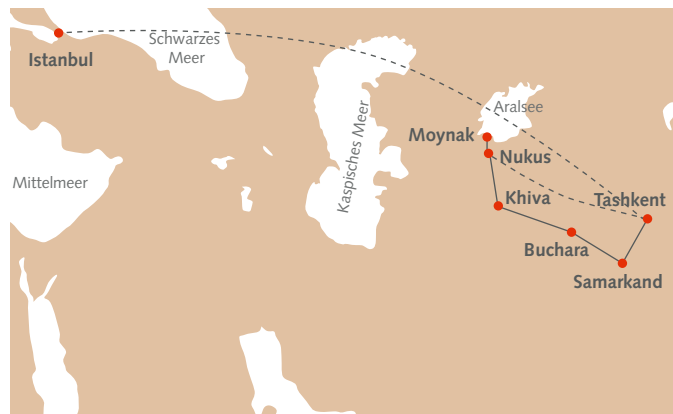 Schwarzes
Meer
Istanbul
Aralsee
Moynak
Nukus
Kaspisches Meer
Mittelmeer
Khiva
Tashkent
Buchara
Samarkand